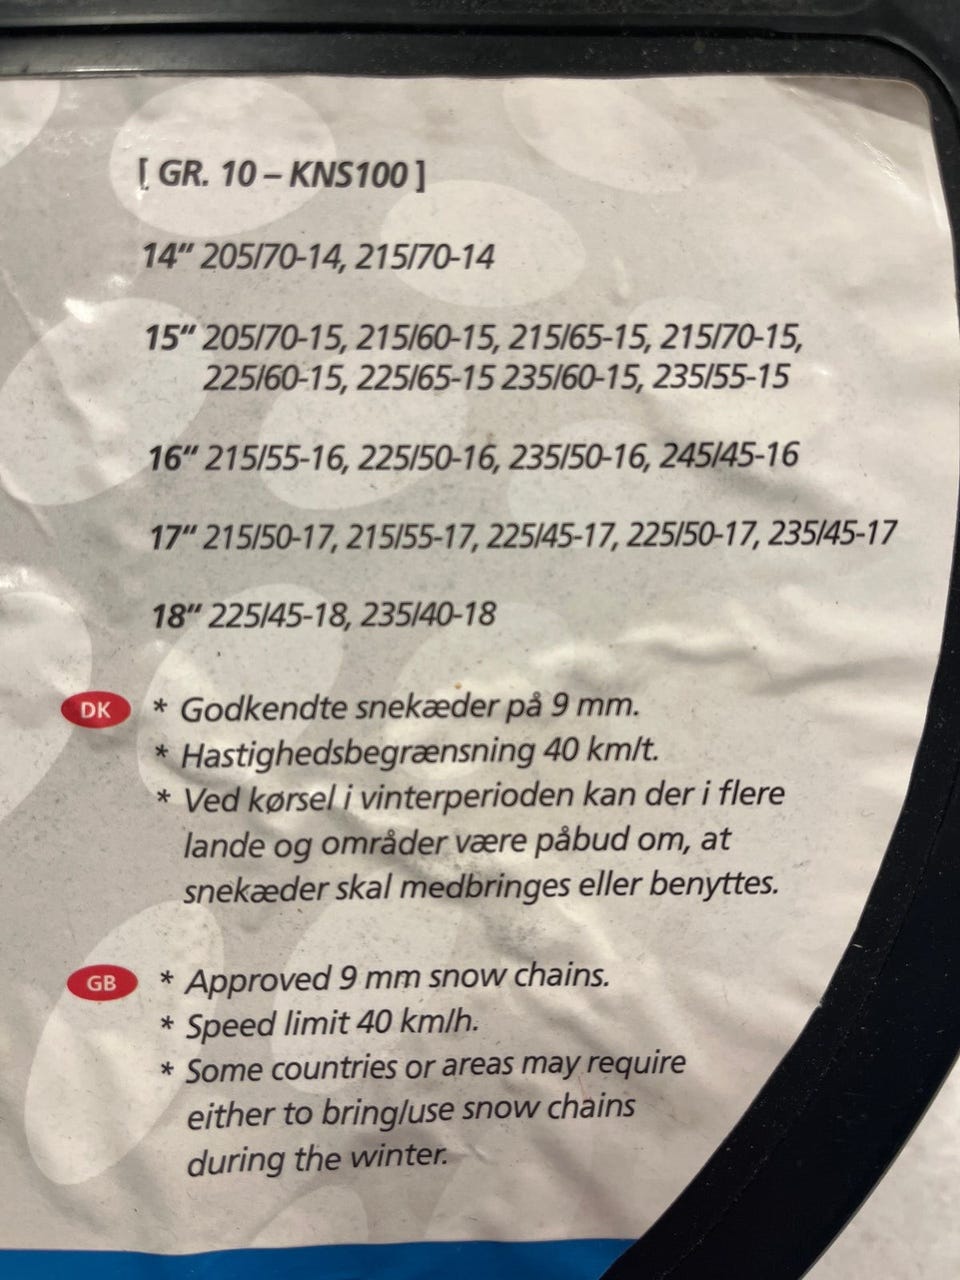 [ GR. 10 – KNS100 ]
14“ 205/70-14, 215/70-14
15“ 205/70-15, 215/60-15, 215/65-15, 215/70-15,
225/60-15, 225/65-15 235/60-15, 235/55-15
16“ 215/55-16, 225/50-16, 235/50-16, 245/45-16
17“ 215/50-17, 215/55-17, 225/45-17, 225/50-17, 235/45-17
18“ 225/45-18, 235/40-18
DK * Godkendte snekæder på 9 mm.
* Hastighedsbegrænsning 40 km/t.
* Ved kørsel i vinterperioden kan der i flere
lande og områder være påbud om, at
snekæder skal medbringes eller benyttes.
GB * Approved 9 mm snow chains.
* Speed limit 40 km/h.
* Some countries or areas may require
either to bring/use snow chains
during the winter.